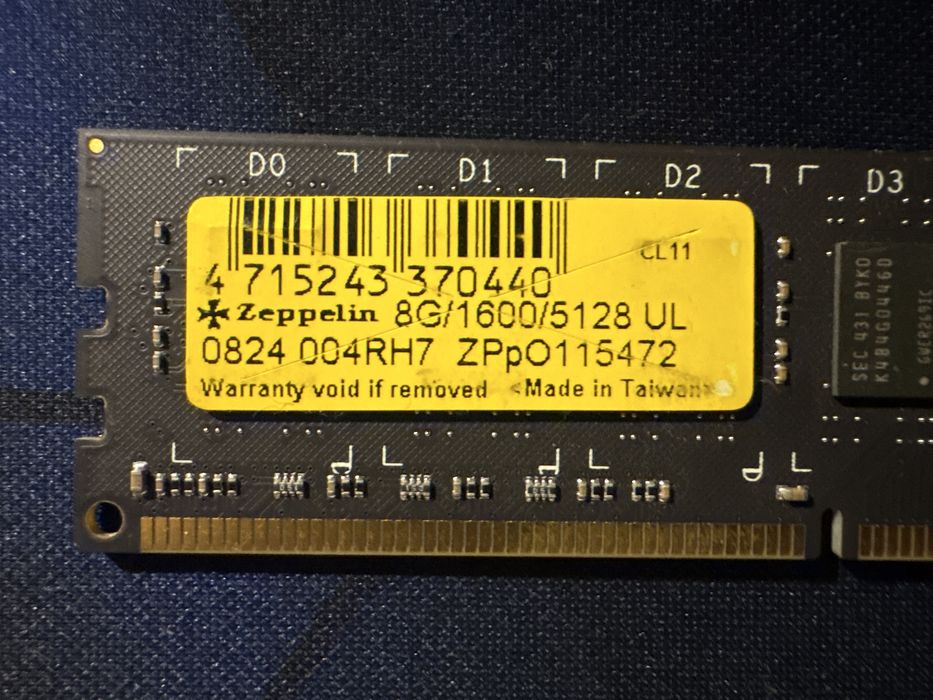 D0 D1 D2 D3
CL11
4 715243 370440
Zeppelin 8G/1600/5128 UL
0824 004RH7 ZPpO115472
Warranty void if removed <Made in Taiwan>
SEC 431 BYKO
K4B4G0446D